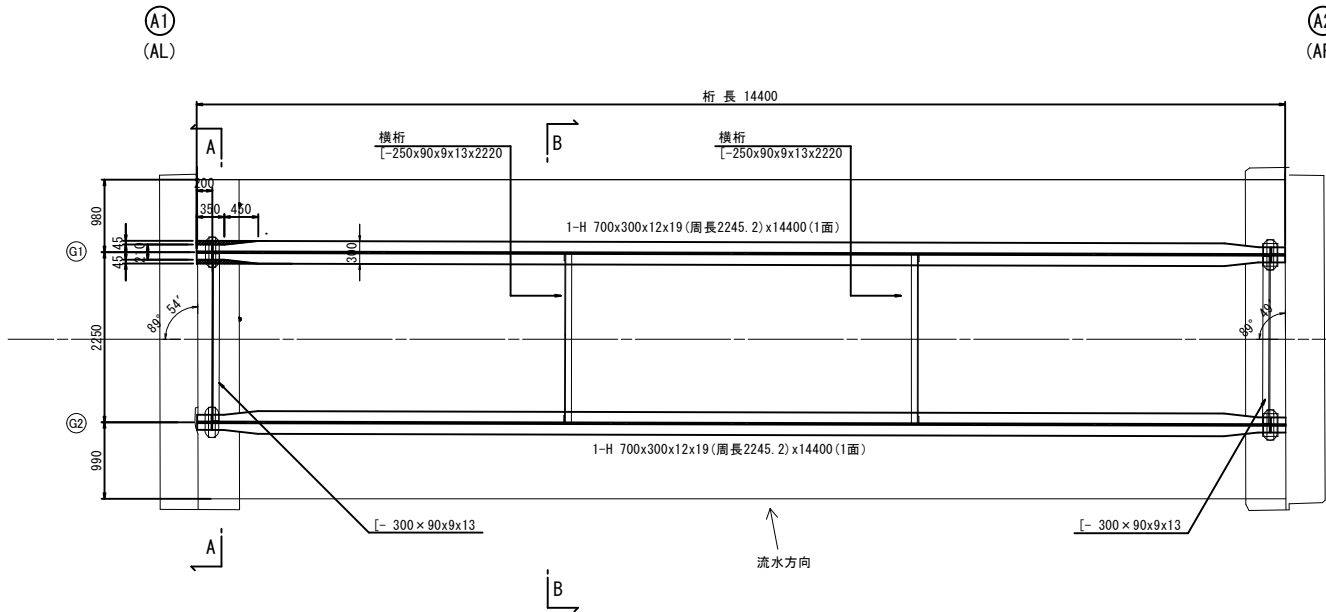 A1
(AL)
A2
(AR
桁 長 14400
A
B
横桁
[-250x90x9x13x2220
横桁
[-250x90x9x13x2220
200
350
450
980
1-H 700x300x12x19(周長2245.2)x14400(1面)
G1
45
210
45
300
89° 54′
2250
89° 49′
G2
1-H 700x300x12x19(周長2245.2)x14400(1面)
990
[- 300×90x9x13
[- 300×90x9x13
A
流水方向
B